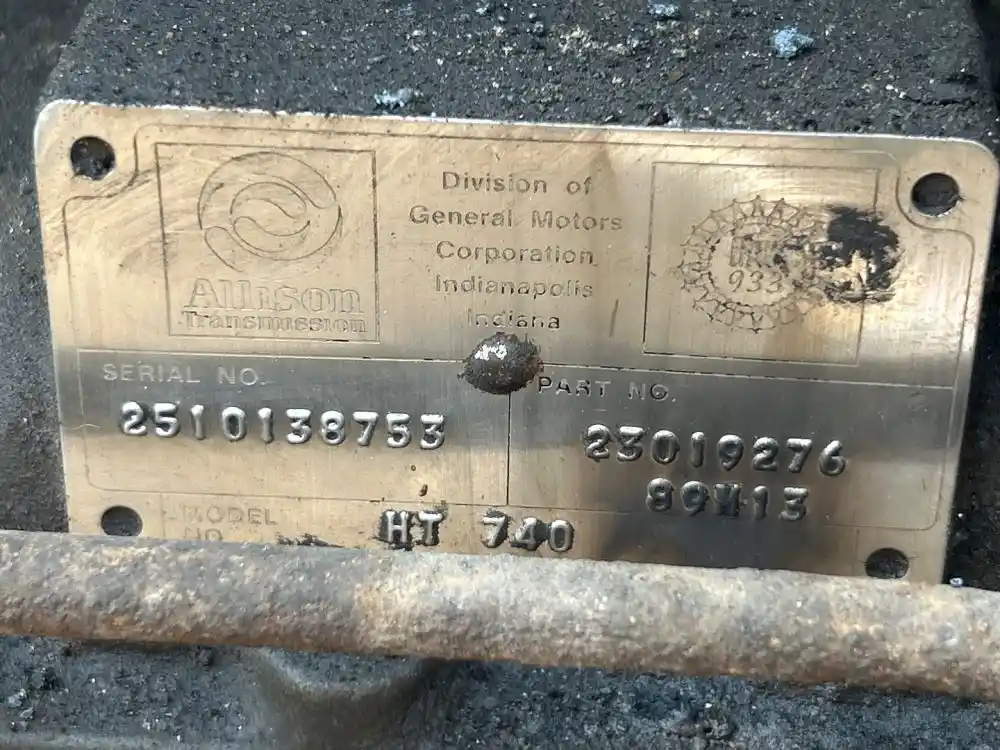 Allison
Transmission
Division of
General Motors
Corporation
Indianapolis
Indiana
933
SERIAL NO.
2510138753
PART NO.
23019276
89M13
MODEL
NO.
HT 740